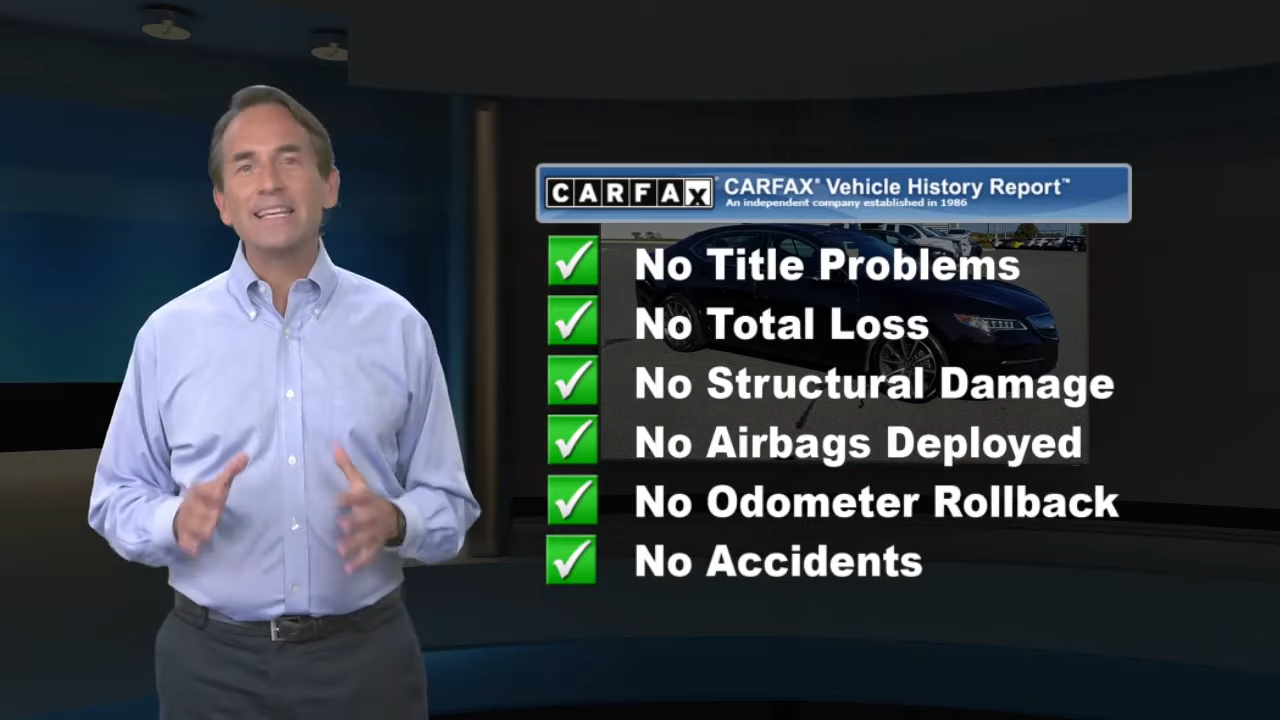 CARFAX® CARFAX® Vehicle History Report™
An independent company established in 1986
No Title Problems
No Total Loss
No Structural Damage
No Airbags Deployed
No Odometer Rollback
No Accidents